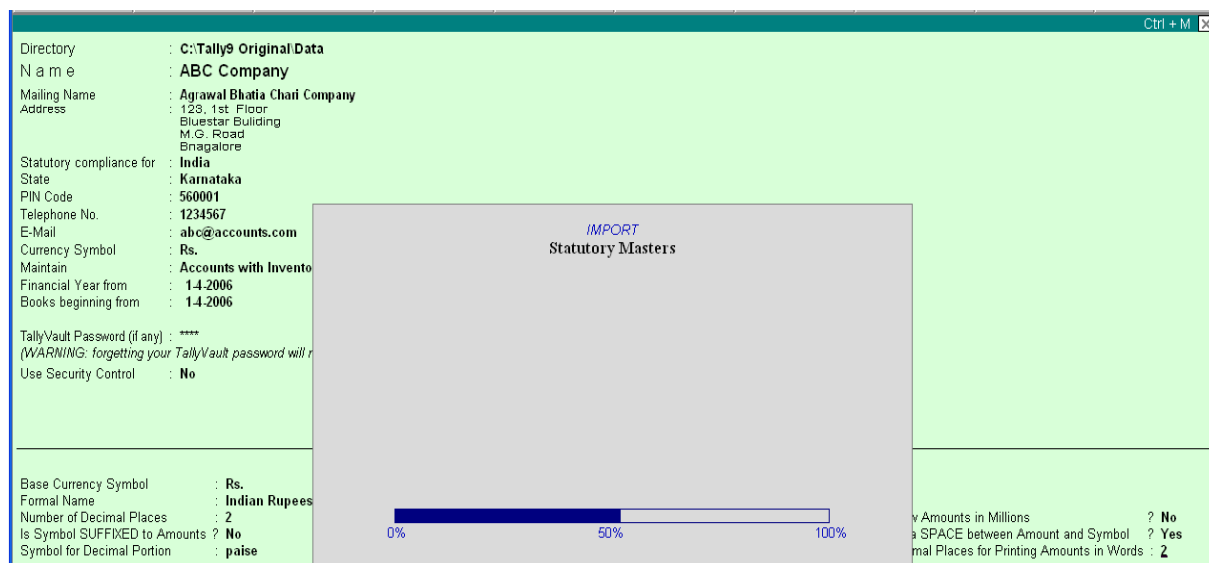 Ctrl + M X
Directory : C:\Tally9 Original\Data
Name : ABC Company
Mailing Name : Agrawal Bhatia Chari Company
Address : 123, 1st Floor
Bluestar Buliding
M.G. Road
Bnagalore
Statutory compliance for : India
State : Karnataka
PIN Code : 560001
Telephone No. : 1234567
E-Mail : abc@accounts.com
Currency Symbol : Rs.
Maintain : Accounts with Invento
Financial Year from : 1-4-2006
Books beginning from : 1-4-2006
TallyVault Password (if any) : ****
(WARNING: forgetting your TallyVault password will r
Use Security Control : No
IMPORT
Statutory Masters
0% 50% 100%
Base Currency Symbol : Rs.
Formal Name : Indian Rupees
Number of Decimal Places : 2
Is Symbol SUFFIXED to Amounts ? No
Symbol for Decimal Portion : paise
w Amounts in Millions ? No
a SPACE between Amount and Symbol ? Yes
mal Places for Printing Amounts in Words : 2